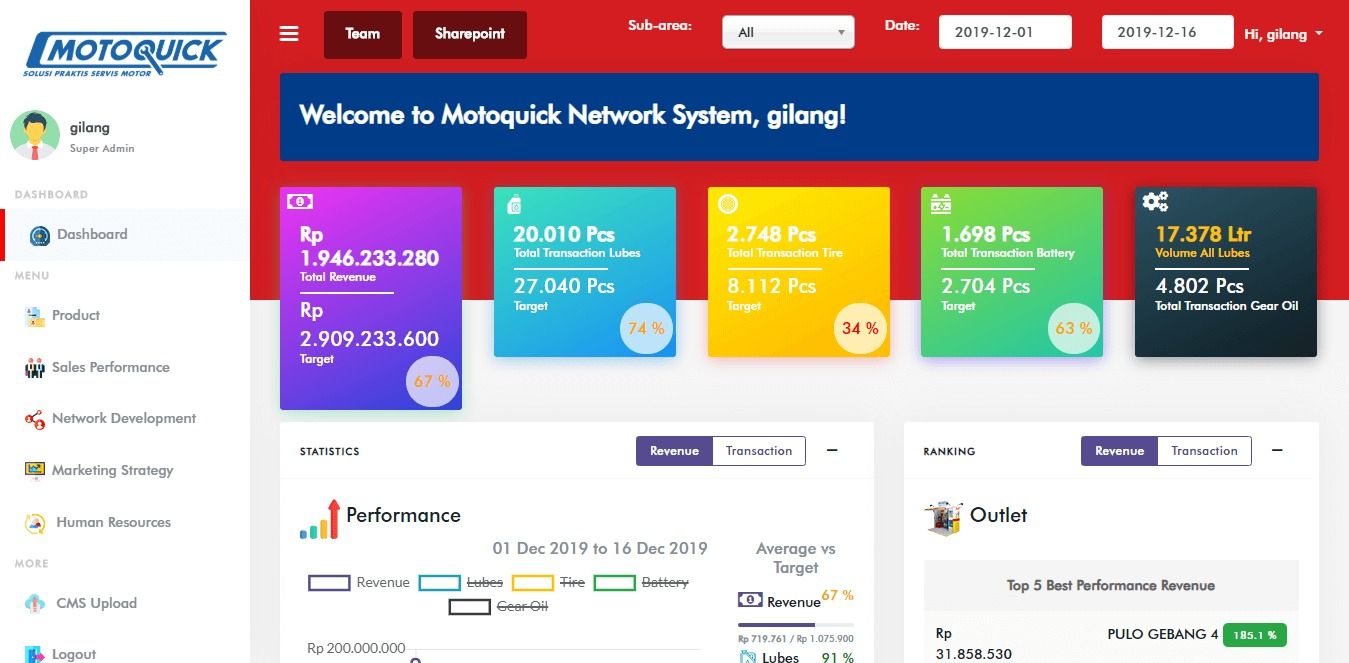 MOTOQUICK
SOLUSI PRAKTIS SERVIS MOTOR
gilang
Super Admin
DASHBOARD
Dashboard
MENU
Product
Sales Performance
Network Development
Marketing Strategy
Human Resources
MORE
CMS Upload
Logout
Team
Sharepoint
Sub-area:
All
Date:
2019-12-01
2019-12-16
Hi, gilang
Welcome to Motoquick Network System, gilang!
Rp
1.946.233.280
Total Revenue
Rp
2.909.233.600
Target
67 %
20.010 Pcs
Total Transaction Lubes
27.040 Pcs
Target
74 %
2.748 Pcs
Total Transaction Tire
8.112 Pcs
Target
34 %
1.698 Pcs
Total Transaction Battery
2.704 Pcs
Target
63 %
17.378 Ltr
Volume All Lubes
4.802 Pcs
Total Transaction Gear Oil
STATISTICS
Revenue
Transaction
Performance
01 Dec 2019 to 16 Dec 2019
Revenue
Lubes
Tire
Battery
Gear Oil
Rp 200.000.000
Average vs
Target
Revenue 67 %
Rp 719.761 / Rp 1.075.900
Lubes 91 %
RANKING
Revenue
Transaction
Outlet
Top 5 Best Performance Revenue
Rp
31.858.530
PULO GEBANG 4
185.1 %